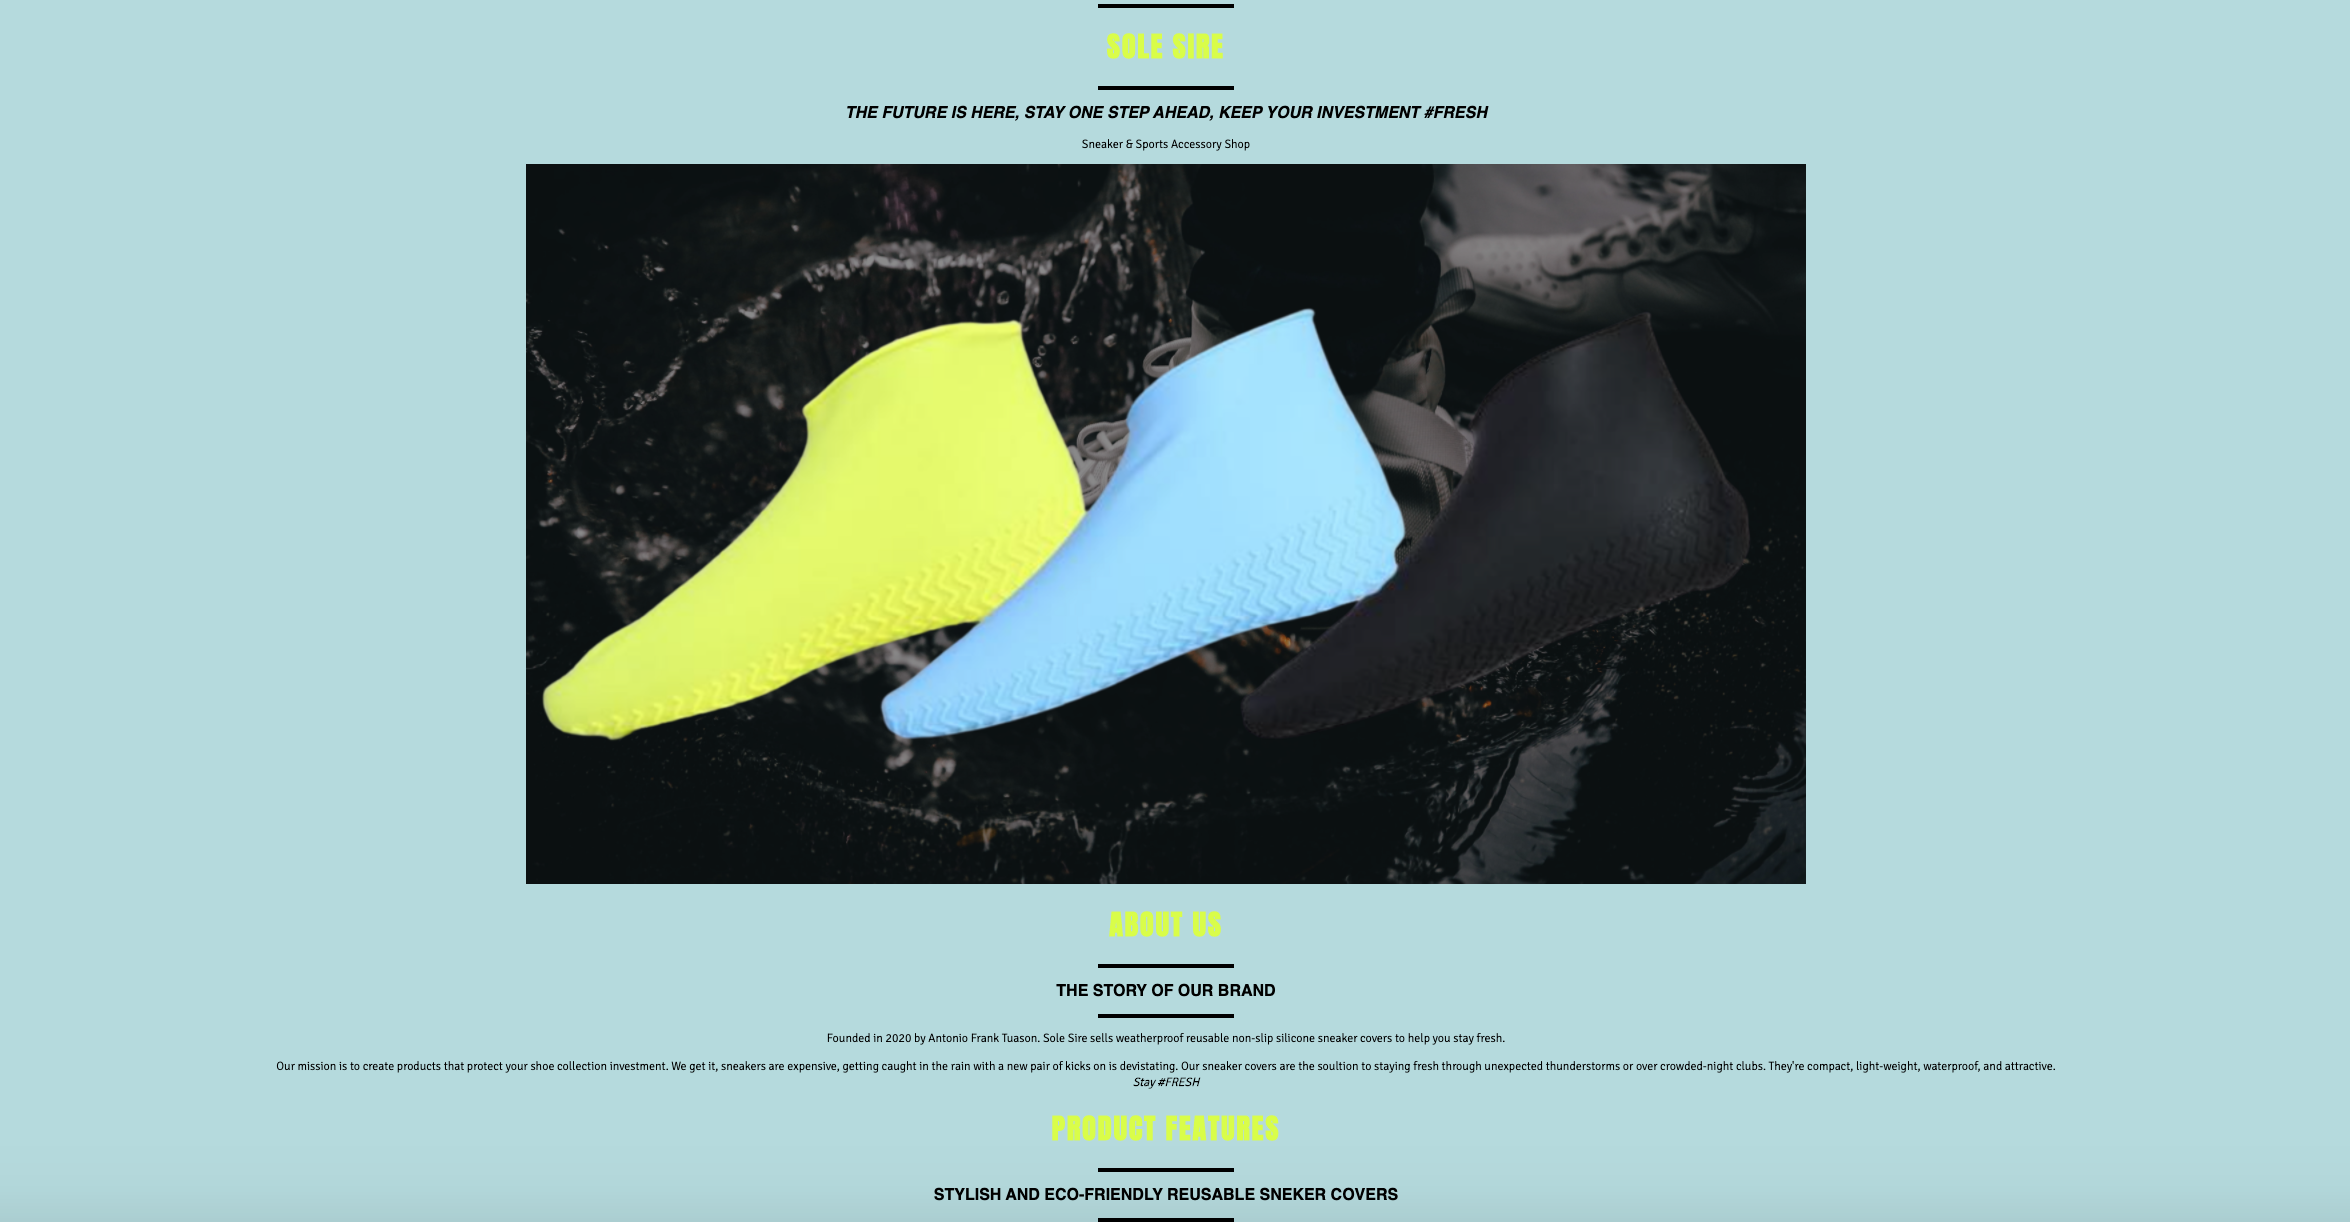 SOLE SIRE
THE FUTURE IS HERE, STAY ONE STEP AHEAD, KEEP YOUR INVESTMENT #FRESH
Sneaker & Sports Accessory Shop
ABOUT US
THE STORY OF OUR BRAND
Founded in 2020 by Antonio Frank Tuason. Sole Sire sells weatherproof reusable non-slip silicone sneaker covers to help you stay fresh.
Our mission is to create products that protect your shoe collection investment. We get it, sneakers are expensive, getting caught in the rain with a new pair of kicks on is devistating. Our sneaker covers are the soultion to staying fresh through unexpected thunderstorms or over crowded-night clubs. They're compact, light-weight, waterproof, and attractive.
Stay #FRESH
PRODUCT FEATURES
STYLISH AND ECO-FRIENDLY REUSABLE SNEKER COVERS